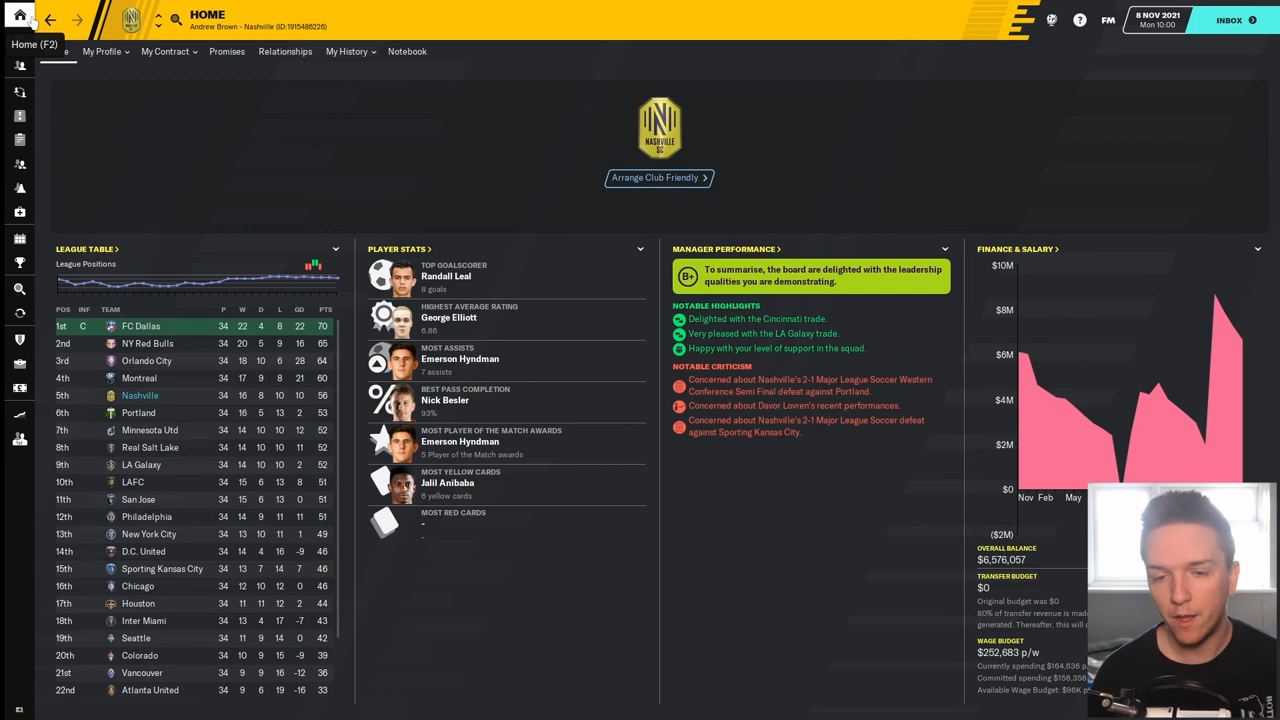 HOME
Andrew Brown - Nashville (ID:1915486226)
FM
8 NOV 2021
Mon 10:00
INBOX
Home (F2)
My Profile
My Contract
Promises
Relationships
My History
Notebook
N
NASHVILLE
SC
Arrange Club Friendly
LEAGUE TABLE
League Positions
POS INF TEAM P W D L GD PTS
1st C FC Dallas 34 22 4 8 22 70
2nd NY Red Bulls 34 20 5 9 16 65
3rd Orlando City 34 18 10 6 28 64
4th Montreal 34 17 9 8 21 60
5th Nashville 34 16 8 10 10 56
6th Portland 34 16 5 13 2 53
7th Minnesota Utd 34 14 10 10 12 52
8th Real Salt Lake 34 14 10 10 11 52
9th LA Galaxy 34 14 10 10 2 52
10th LAFC 34 15 6 13 8 51
11th San Jose 34 15 6 13 0 51
12th Philadelphia 34 14 9 11 11 51
13th New York City 34 13 10 11 1 49
14th D.C. United 34 14 4 16 -9 46
15th Sporting Kansas City 34 13 7 14 7 46
16th Chicago 34 12 10 12 0 46
17th Houston 34 11 11 12 2 44
18th Inter Miami 34 13 4 17 -7 43
19th Seattle 34 11 9 14 0 42
20th Colorado 34 10 9 15 -9 39
21st Vancouver 34 9 9 16 -12 36
22nd Atlanta United 34 9 6 19 -16 33
PLAYER STATS
TOP GOALSCORER
Randall Leal
8 goals
HIGHEST AVERAGE RATING
George Elliott
6.86
MOST ASSISTS
Emerson Hyndman
7 assists
BEST PASS COMPLETION
Nick Besler
93%
MOST PLAYER OF THE MATCH AWARDS
Emerson Hyndman
5 Player of the Match awards
MOST YELLOW CARDS
Jalil Anibaba
6 yellow cards
MOST RED CARDS
-
-
MANAGER PERFORMANCE
B+
To summarise, the board are delighted with the leadership
qualities you are demonstrating.
NOTABLE HIGHLIGHTS
Delighted with the Cincinnati trade.
Very pleased with the LA Galaxy trade.
Happy with your level of support in the squad.
NOTABLE CRITICISM
Concerned about Nashville's 2-1 Major League Soccer Western
Conference Semi Final defeat against Portland.
Concerned about Davor Lovren's recent performances.
Concerned about Nashville's 2-1 Major League Soccer defeat
against Sporting Kansas City.
FINANCE & SALARY
$10M
$8M
$6M
$4M
$2M
$0
Nov Feb May
($2M)
OVERALL BALANCE
$6,576,057
TRANSFER BUDGET
$0
Original budget was $0
80% of transfer revenue is made
generated. Thereafter, this will
WAGE BUDGET
$252,683 p/w
Currently spending $164,636 p
Committed spending $156,356
Available Wage Budget: $96K p